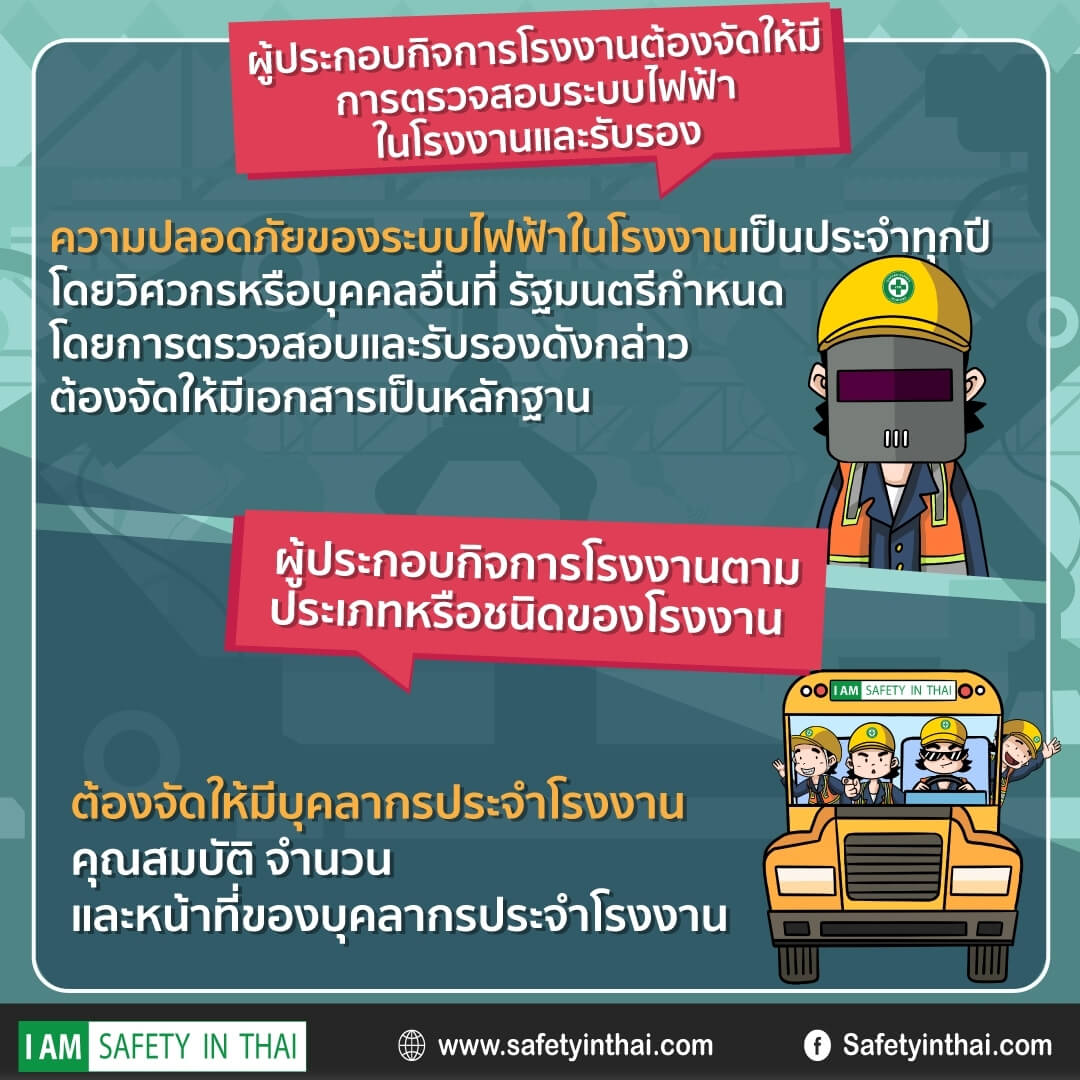 ผู้ประกอบกิจการโรงงานต้องจัดให้มี
การตรวจสอบระบบไฟฟ้า
ในโรงงานและรับรอง
ความปลอดภัยของระบบไฟฟ้าในโรงงานเป็นประจำทุกปี
โดยวิศวกรหรือบุคคลอื่นที่ รัฐมนตรีกำหนด
โดยการตรวจสอบและรับรองดังกล่าว
ต้องจัดให้มีเอกสารเป็นหลักฐาน
ผู้ประกอบกิจการโรงงานตาม
ประเภทหรือชนิดของโรงงาน
I AM SAFETY IN THAI
ต้องจัดให้มีบุคลากรประจำโรงงาน
คุณสมบัติ จำนวน
และหน้าที่ของบุคลากรประจำโรงงาน
I AM SAFETY IN THAI
www.safetyinthai.com
Safetyinthai.com